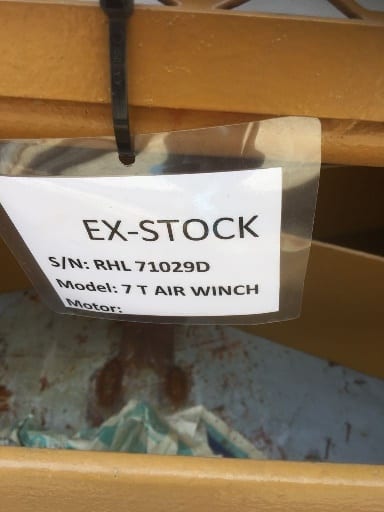 EX-STOCK
S/N: RHL 71029D
Model: 7 T AIR WINCH
Motor: